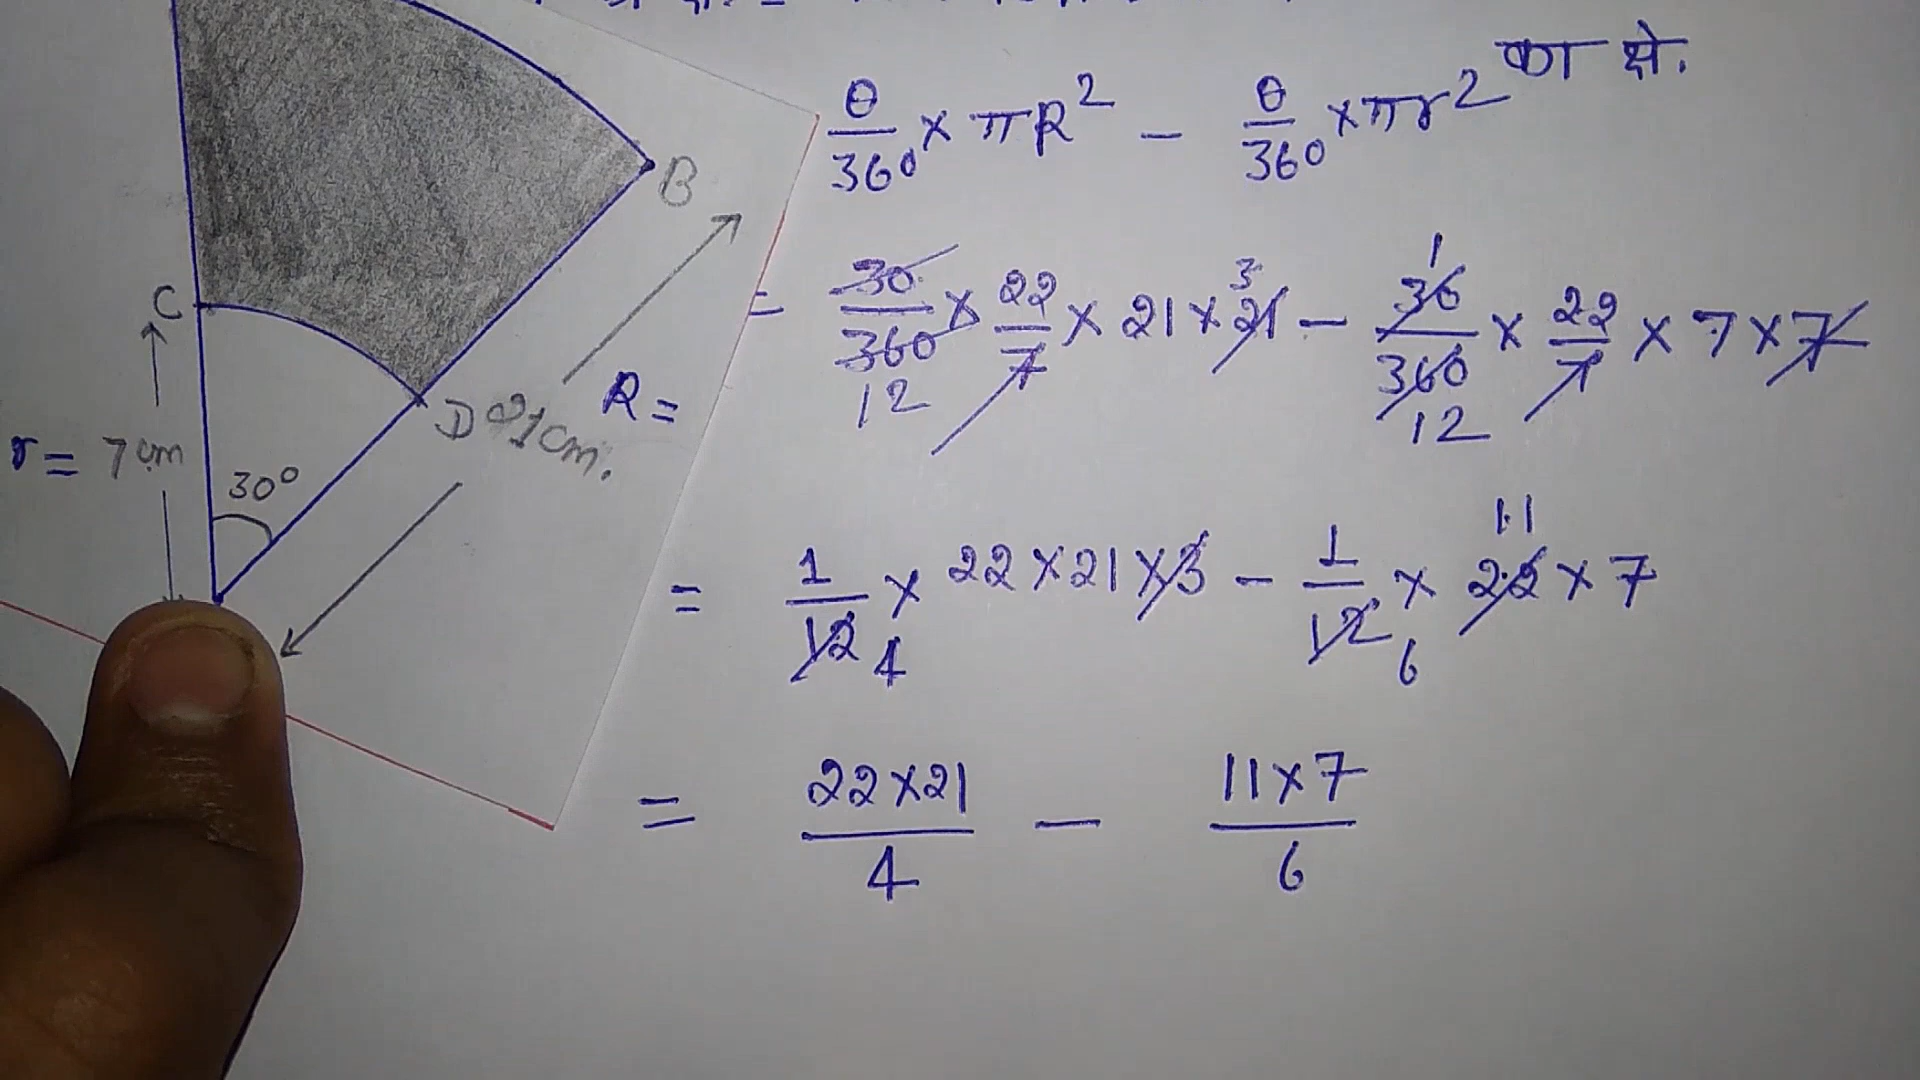 का क्षे.
θ/360 × πR² - θ/360 × πr²
B
= 30/360 12 × 22/7 × 21 × 21 3 - 30 1/360 12 × 22/7 × 7 × 7
C
R =
D 21cm.
r = 7cm
30°
= 1/12 4 × 22 × 21 × 3 - 1/12 6 × 22 11 × 7
= 22×21/4 - 11×7/6